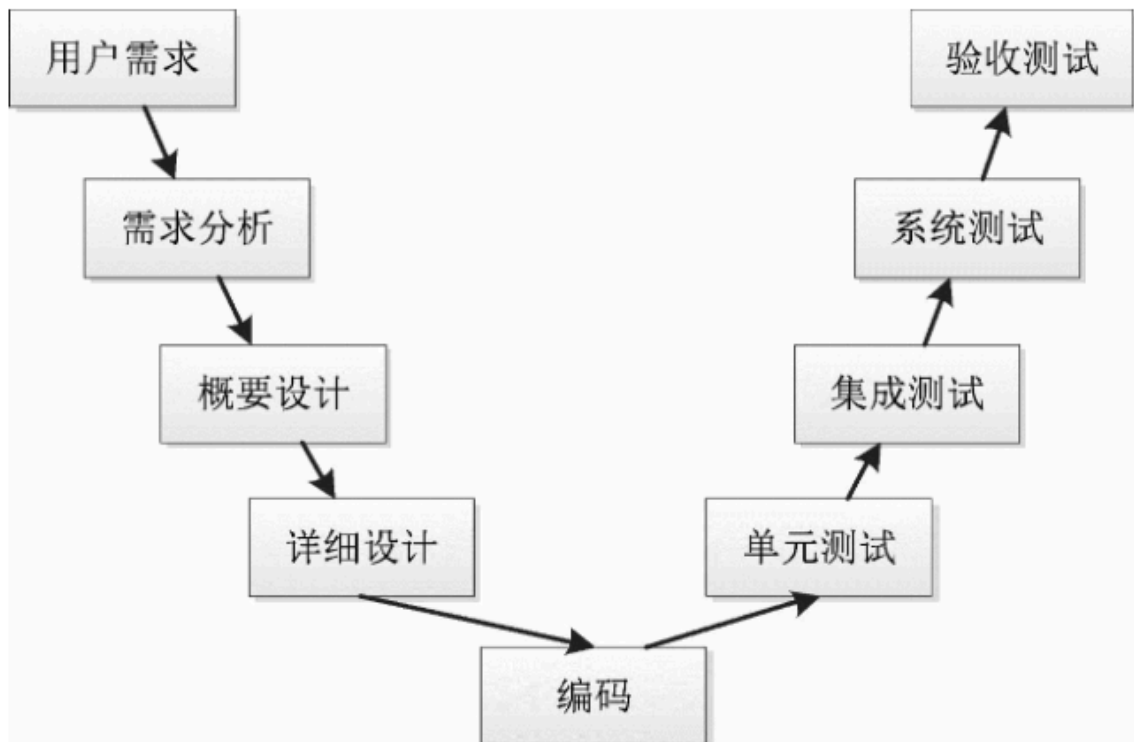 用户需求
验收测试
需求分析
系统测试
概要设计
集成测试
详细设计
单元测试
编码